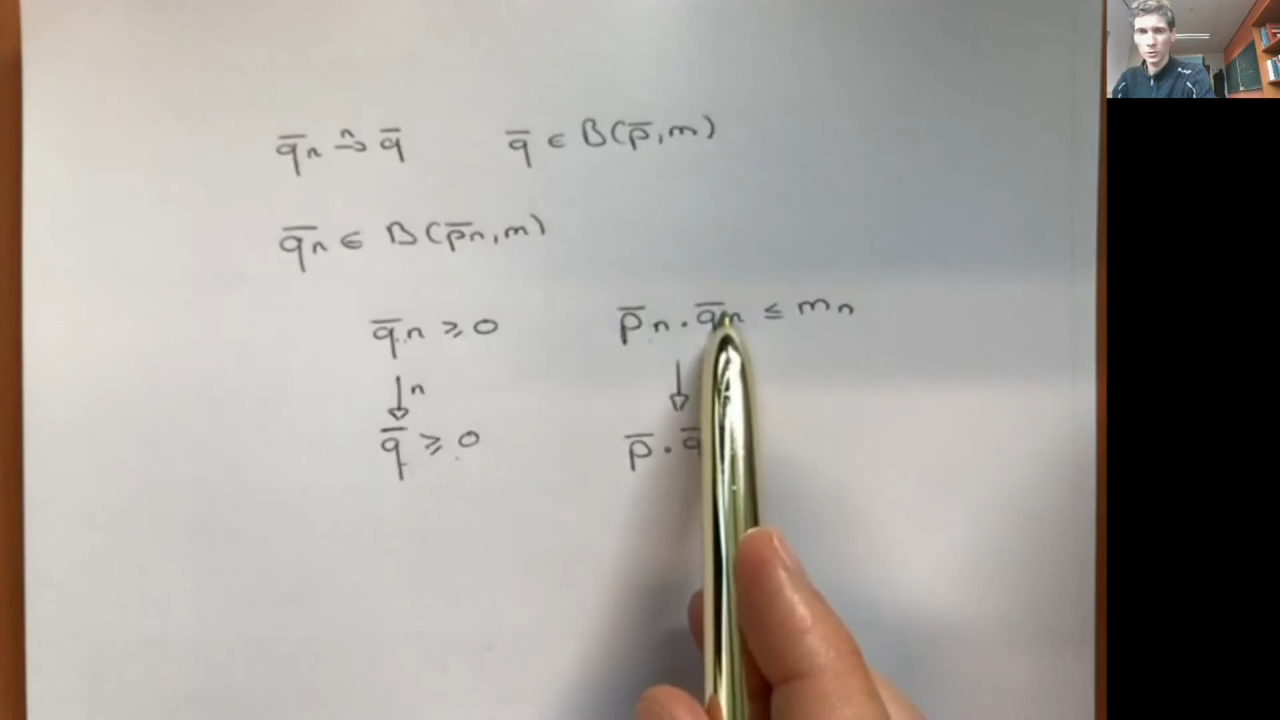 q̄n →ⁿ q̄ q̄ ∈ B(p̄, m)
q̄n ∈ B(p̄n, m)
q̄n ≥ 0 p̄n · q̄n ≤ mn
↓n ↓
q̄ ≥ 0 p̄ · q̄